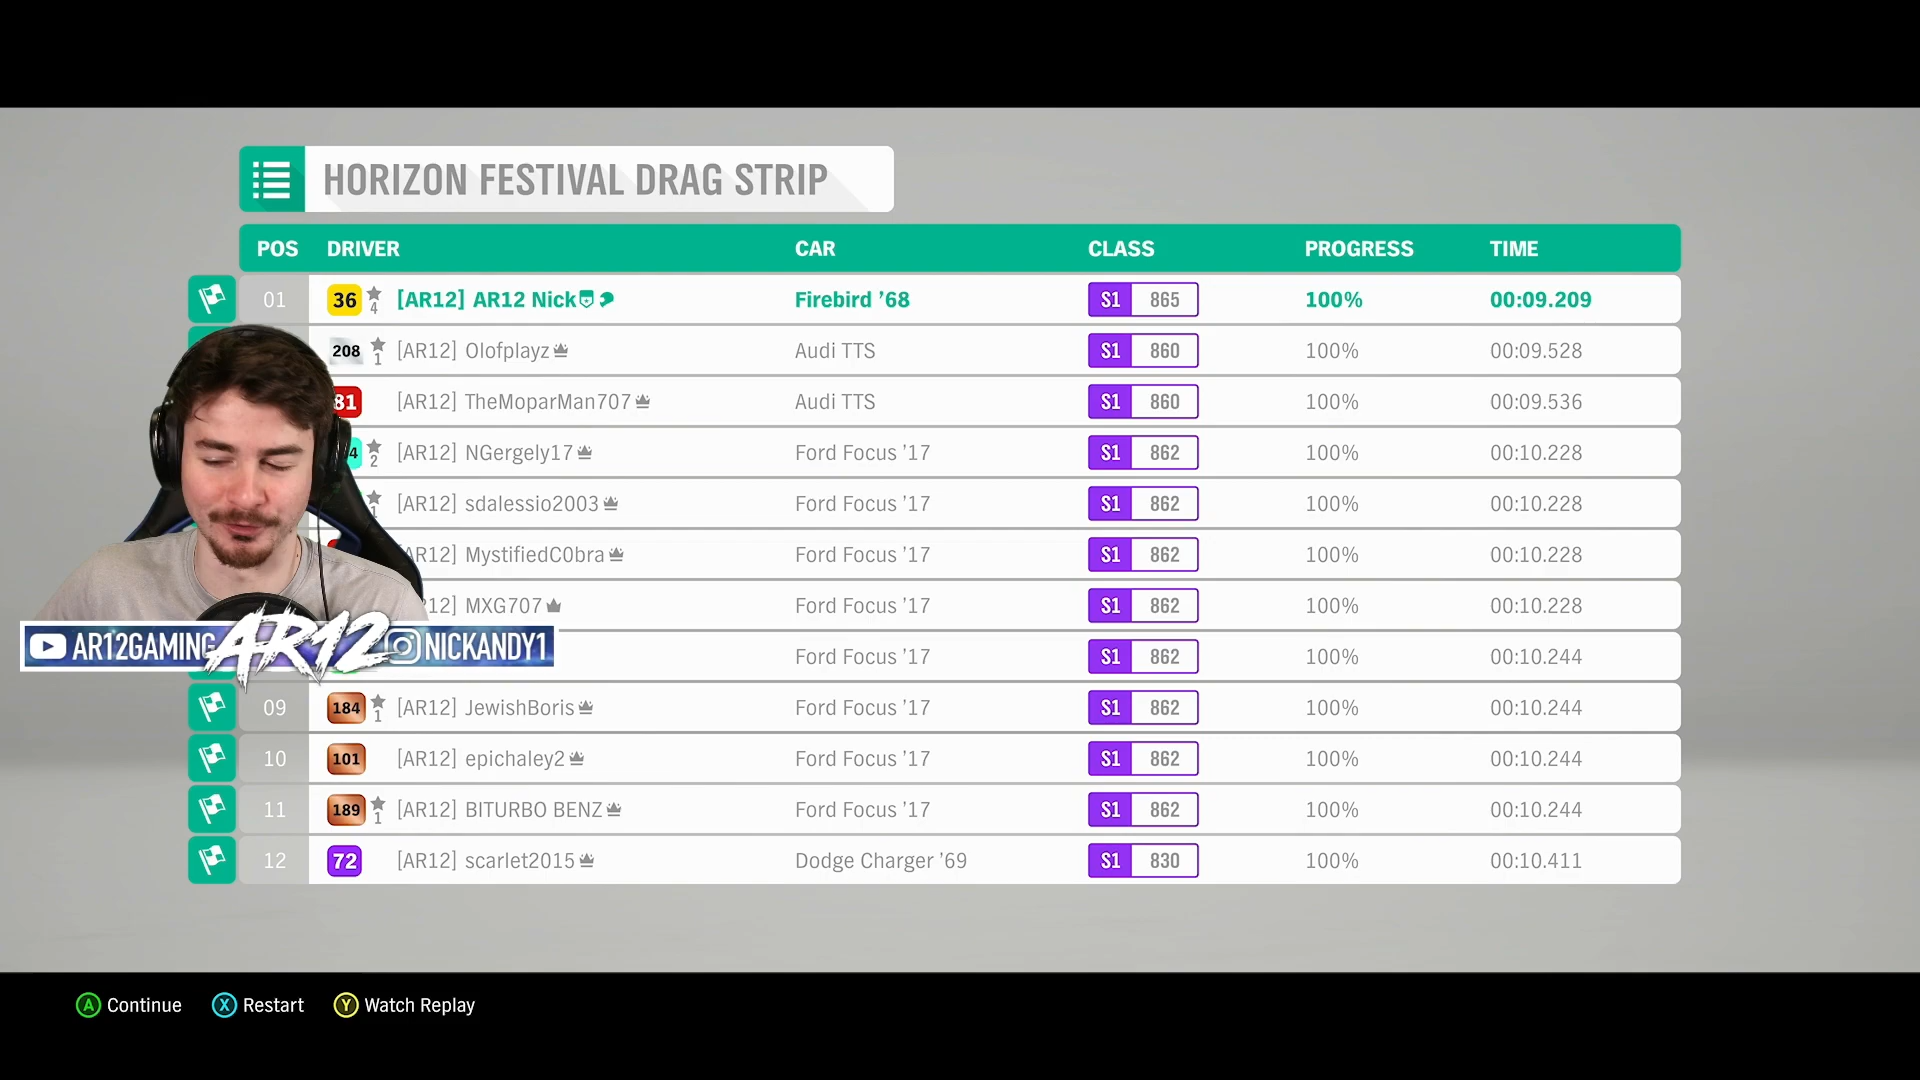 HORIZON FESTIVAL DRAG STRIP
POS DRIVER CAR CLASS PROGRESS TIME
01 36 4 [AR12] AR12 Nick Firebird ’68 S1 865 100% 00:09.209
208 1 [AR12] Olofplayz Audi TTS S1 860 100% 00:09.528
81 [AR12] TheMoparMan707 Audi TTS S1 860 100% 00:09.536
4 2 [AR12] NGergely17 Ford Focus ’17 S1 862 100% 00:10.228
1 [AR12] sdalessio2003 Ford Focus ’17 S1 862 100% 00:10.228
AR12] MystifiedC0bra Ford Focus ’17 S1 862 100% 00:10.228
12] MXG707 Ford Focus ’17 S1 862 100% 00:10.228
Ford Focus ’17 S1 862 100% 00:10.244
AR12GAMING AR12 NICKANDY1
09 184 1 [AR12] JewishBoris Ford Focus ’17 S1 862 100% 00:10.244
10 101 [AR12] epichaley2 Ford Focus ’17 S1 862 100% 00:10.244
11 189 1 [AR12] BITURBO BENZ Ford Focus ’17 S1 862 100% 00:10.244
12 72 [AR12] scarlet2015 Dodge Charger ’69 S1 830 100% 00:10.411
A Continue X Restart Y Watch Replay